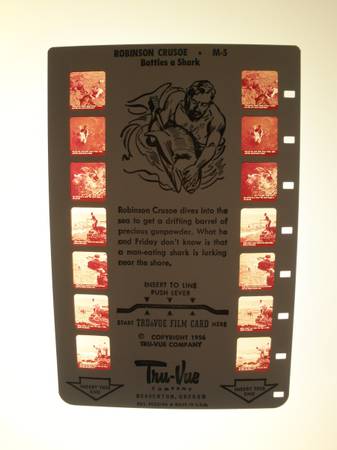 ROBINSON CRUSOE • M-5
Battles a Shark
Robinson Crusoe dives into the
sea to get a drifting barrel of
precious gunpowder. What he
and Friday don't know is that
a man-eating shark is lurking
near the shore.
INSERT TO LINE
PUSH LEVER
START TRU-VUE FILM CARD HERE
© COPYRIGHT 1956
TRU-VUE COMPANY
INSERT THIS
END
Tru-Vue
COMPANY
BEAVERTON, OREGON
INSERT THIS
END